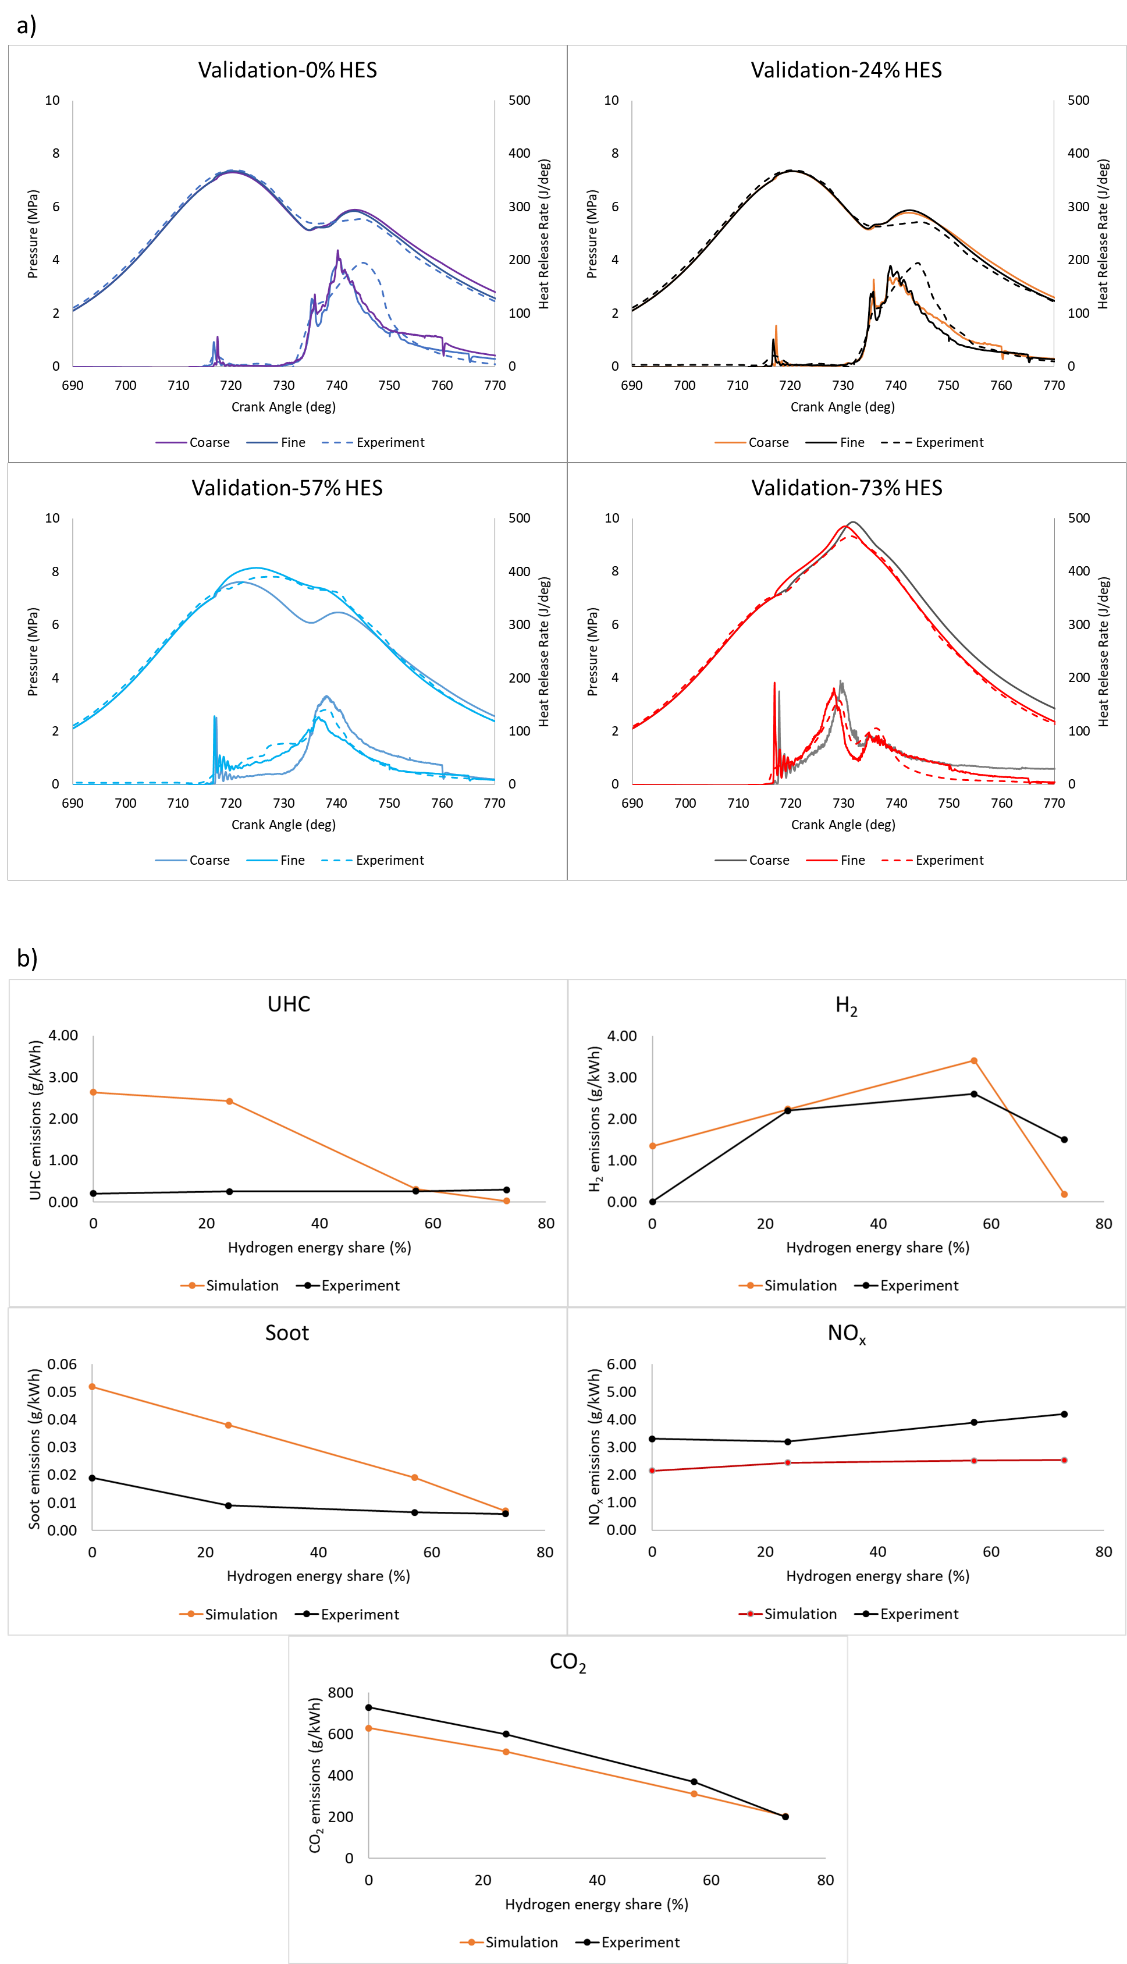 a)
Validation-0% HES
10
8
6
4
2
0
Pressure (MPa)
500
400
300
200
100
0
Heat Release Rate (J/deg)
690 700 710 720 730 740 750 760 770
Crank Angle (deg)
Coarse Fine Experiment
Validation-24% HES
10
8
6
4
2
0
Pressure (MPa)
500
400
300
200
100
0
Heat Release Rate (J/deg)
690 700 710 720 730 740 750 760 770
Crank Angle (deg)
Coarse Fine Experiment
Validation-57% HES
10
8
6
4
2
0
Pressure (MPa)
500
400
300
200
100
0
Heat Release Rate (J/deg)
690 700 710 720 730 740 750 760 770
Crank Angle (deg)
Coarse Fine Experiment
Validation-73% HES
10
8
6
4
2
0
Pressure (MPa)
500
400
300
200
100
0
Heat Release Rate (J/deg)
690 700 710 720 730 740 750 760 770
Crank Angle (deg)
Coarse Fine Experiment
b)
UHC
4.00
3.00
2.00
1.00
0.00
UHC emissions (g/kWh)
0 20 40 60 80
Hydrogen energy share (%)
Simulation Experiment
H2
4.00
3.00
2.00
1.00
0.00
H2 emissions (g/kWh)
0 20 40 60 80
Hydrogen energy share (%)
Simulation Experiment
Soot
0.06
0.05
0.04
0.03
0.02
0.01
0.00
Soot emissions (g/kWh)
0 20 40 60 80
Hydrogen energy share (%)
Simulation Experiment
NOx
6.00
5.00
4.00
3.00
2.00
1.00
0.00
NOx emissions (g/kWh)
0 20 40 60 80
Hydrogen energy share (%)
Simulation Experiment
CO2
800
600
400
200
0
CO2 emissions (g/kWh)
0 20 40 60 80
Hydrogen energy share (%)
Simulation Experiment